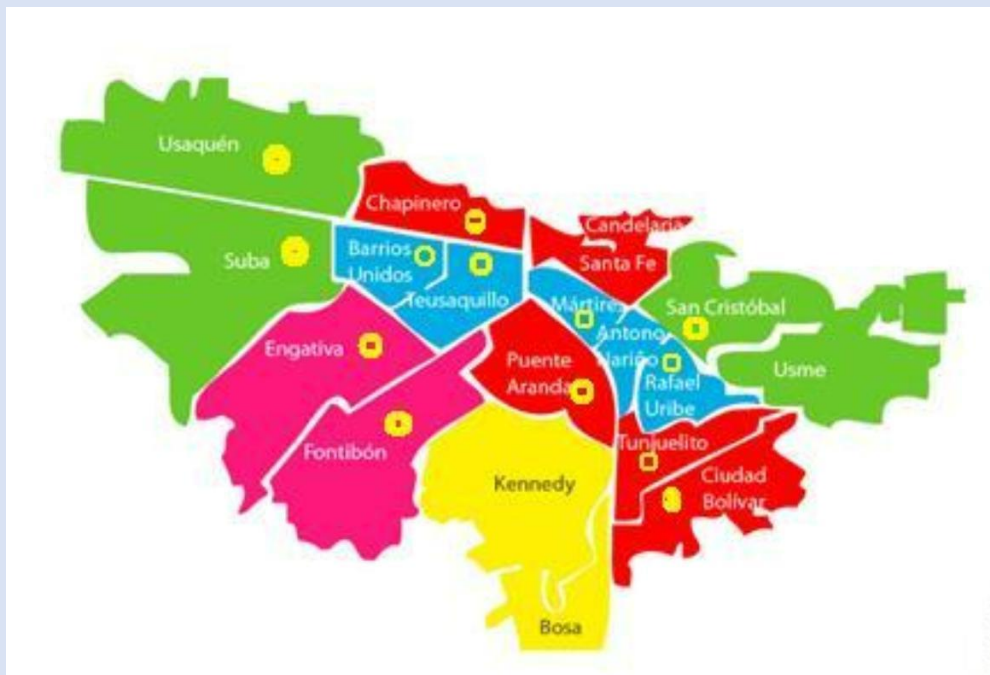 Usaquén
Chapinero
Candelaria
Suba
Barrios
Unidos
Santa Fe
Teusaquillo
Mártires
San Cristóbal
Engativa
Antono
Nariño
Puente
Aranda
Rafael
Uribe
Usme
Fontibón
Tunjuelito
Kennedy
Ciudad
Bolívar
Bosa